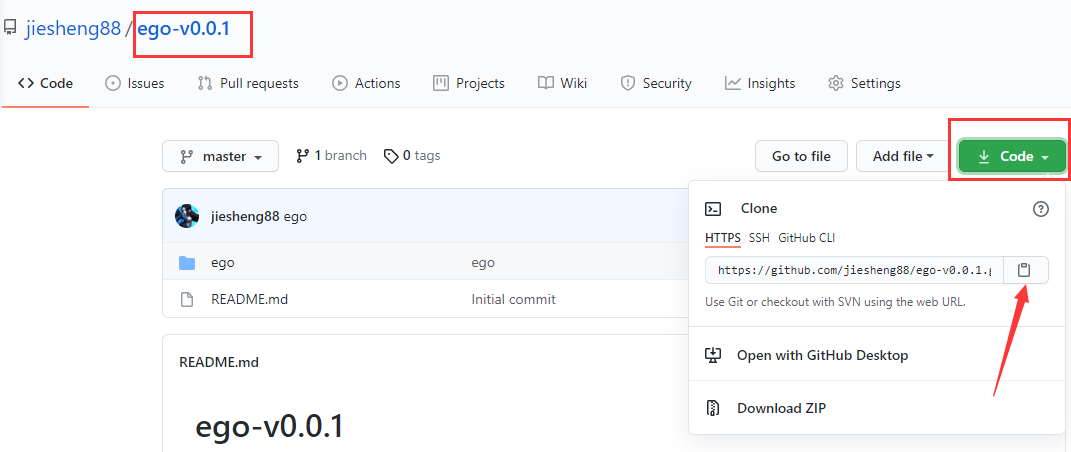 jiesheng88 / ego-v0.0.1
Code Issues Pull requests Actions Projects Wiki Security Insights Settings
master 1 branch 0 tags Go to file Add file Code
jiesheng88 ego
ego ego
README.md Initial commit
Clone
HTTPS SSH GitHub CLI
https://github.com/jiesheng88/ego-v0.0.1.g
Use Git or checkout with SVN using the web URL.
Open with GitHub Desktop
Download ZIP
README.md
ego-v0.0.1